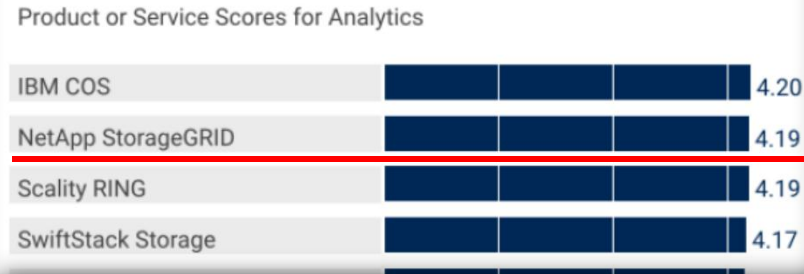 Product or Service Scores for Analytics
IBM COS 4.20
NetApp StorageGRID 4.19
Scality RING 4.19
SwiftStack Storage 4.17